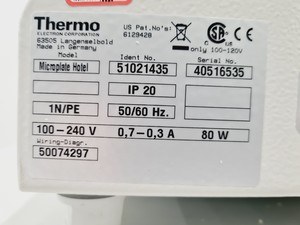 Thermo
ELECTRON CORPORATION
63505 Langenselbold
Made in Germany
US Pat.No's:
6129428
C US
only 100-120V
Model
Ident No.
Serial No.
Microplate Hotel
51021435
40516535
IP 20
1N/PE
50/60 Hz.
100-240 V
0,7-0,3 A
80 W
Wiring-Diagr.
50074297